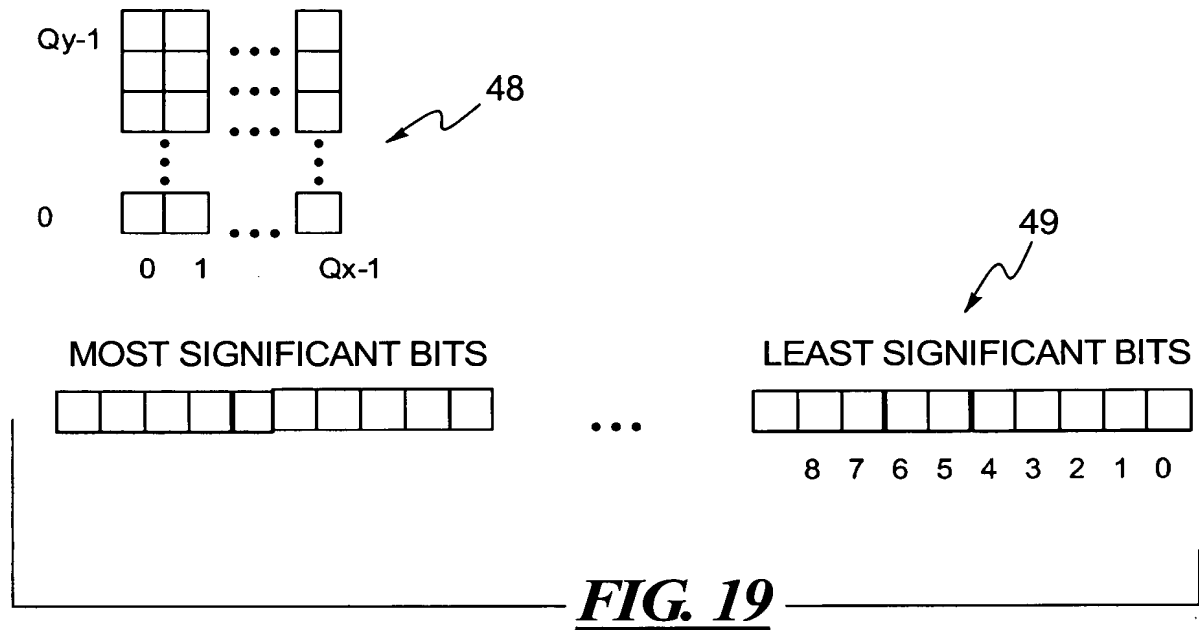 Qy-1
48
0
0 1 Qx-1
49
MOST SIGNIFICANT BITS LEAST SIGNIFICANT BITS
8 7 6 5 4 3 2 1 0
FIG. 19